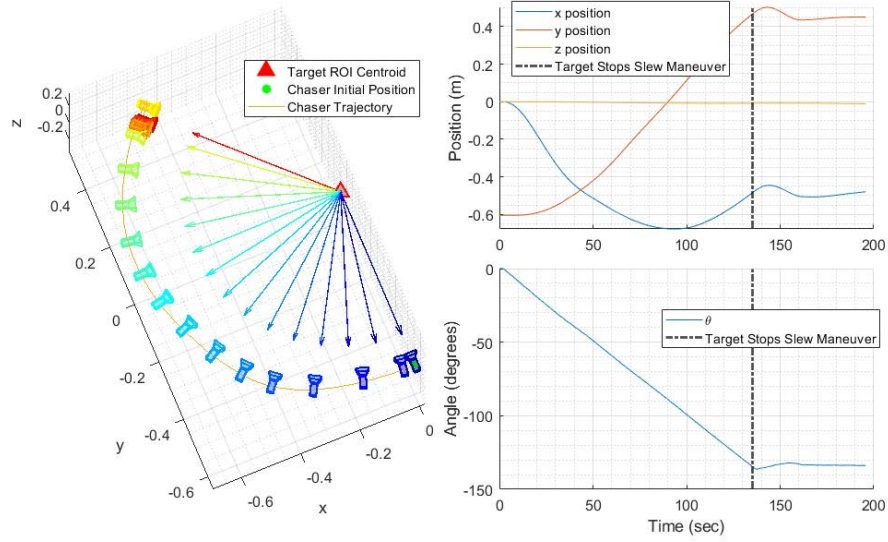 0.2
0
-0.2
z
0.4
0.2
0
-0.2
-0.4
-0.6
y
-0.6
-0.4
-0.2
0
x
Target ROI Centroid
Chaser Initial Position
Chaser Trajectory
0.4
0.2
0
-0.2
-0.4
-0.6
Position (m)
0
50
100
150
200
x position
y position
z position
Target Stops Slew Maneuver
0
-50
-100
-150
Angle (degrees)
θ
Target Stops Slew Maneuver
0
50
100
150
200
Time (sec)